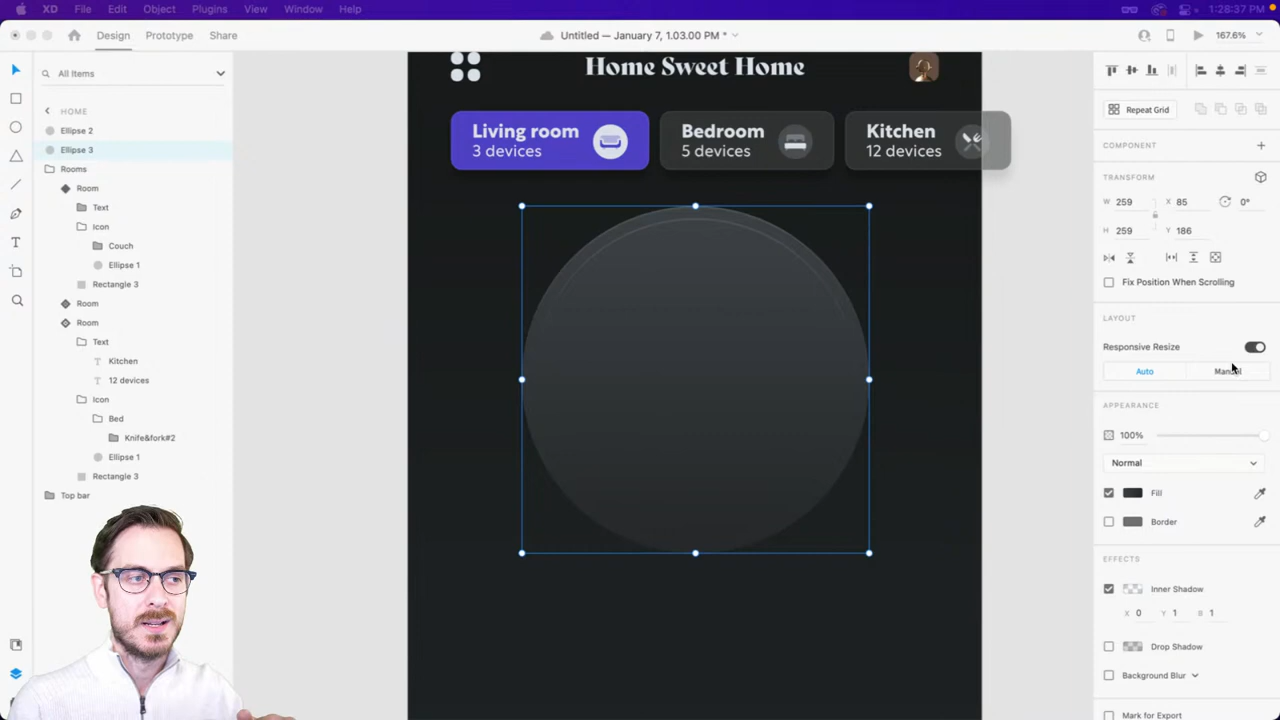 XD File Edit Object Plugins View Window Help 1:28:37 PM
Design Prototype Share Untitled — January 7, 1.03.00 PM * 167.6%
All Items
HOME
Ellipse 2
Ellipse 3
Rooms
Room
Text
Icon
Couch
Ellipse 1
Rectangle 3
Room
Room
Text
Kitchen
12 devices
Icon
Bed
Knife&fork#2
Ellipse 1
Rectangle 3
Top bar
Home Sweet Home
Living room
3 devices
Bedroom
5 devices
Kitchen
12 devices
Repeat Grid
COMPONENT
TRANSFORM
W 259 X 85 0°
H 259 Y 186
Fix Position When Scrolling
LAYOUT
Responsive Resize
Auto Manual
APPEARANCE
100%
Normal
Fill
Border
EFFECTS
Inner Shadow
X 0 Y 1 B 1
Drop Shadow
Background Blur
Mark for Export